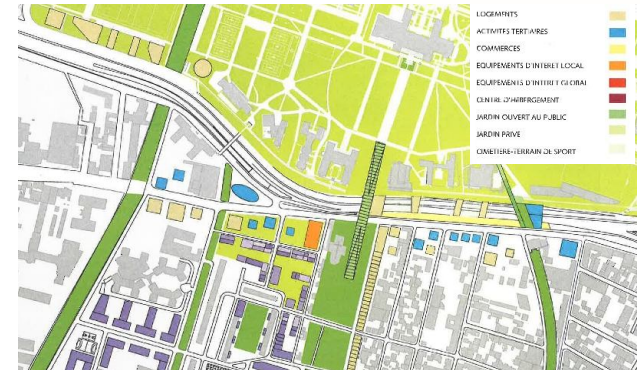 LOGEMENTS
ACTIVITES TERTIAIRES
COMMERCES
EQUIPEMENTS D'INTERET LOCAL
EQUIPEMENTS D'INTERET GLOBAL
CENTRE D'HEBERGEMENT
JARDIN OUVERT AU PUBLIC
JARDIN PRIVE
CIMETIERE-TERRAIN DE SPORT